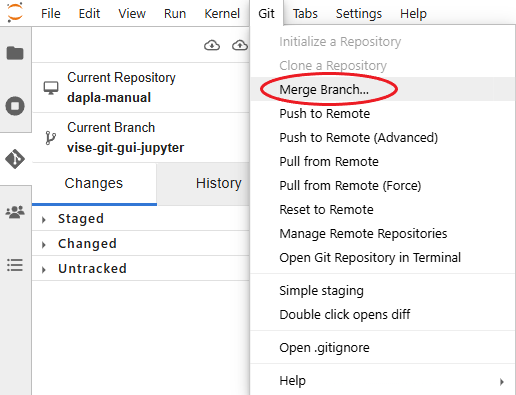 File Edit View Run Kernel Git Tabs Settings Help
Current Repository
dapla-manual
Current Branch
vise-git-gui-jupyter
Changes History
Staged
Changed
Untracked
Initialize a Repository
Clone a Repository
Merge Branch...
Push to Remote
Push to Remote (Advanced)
Pull from Remote
Pull from Remote (Force)
Reset to Remote
Manage Remote Repositories
Open Git Repository in Terminal
Simple staging
Double click opens diff
Open .gitignore
Help